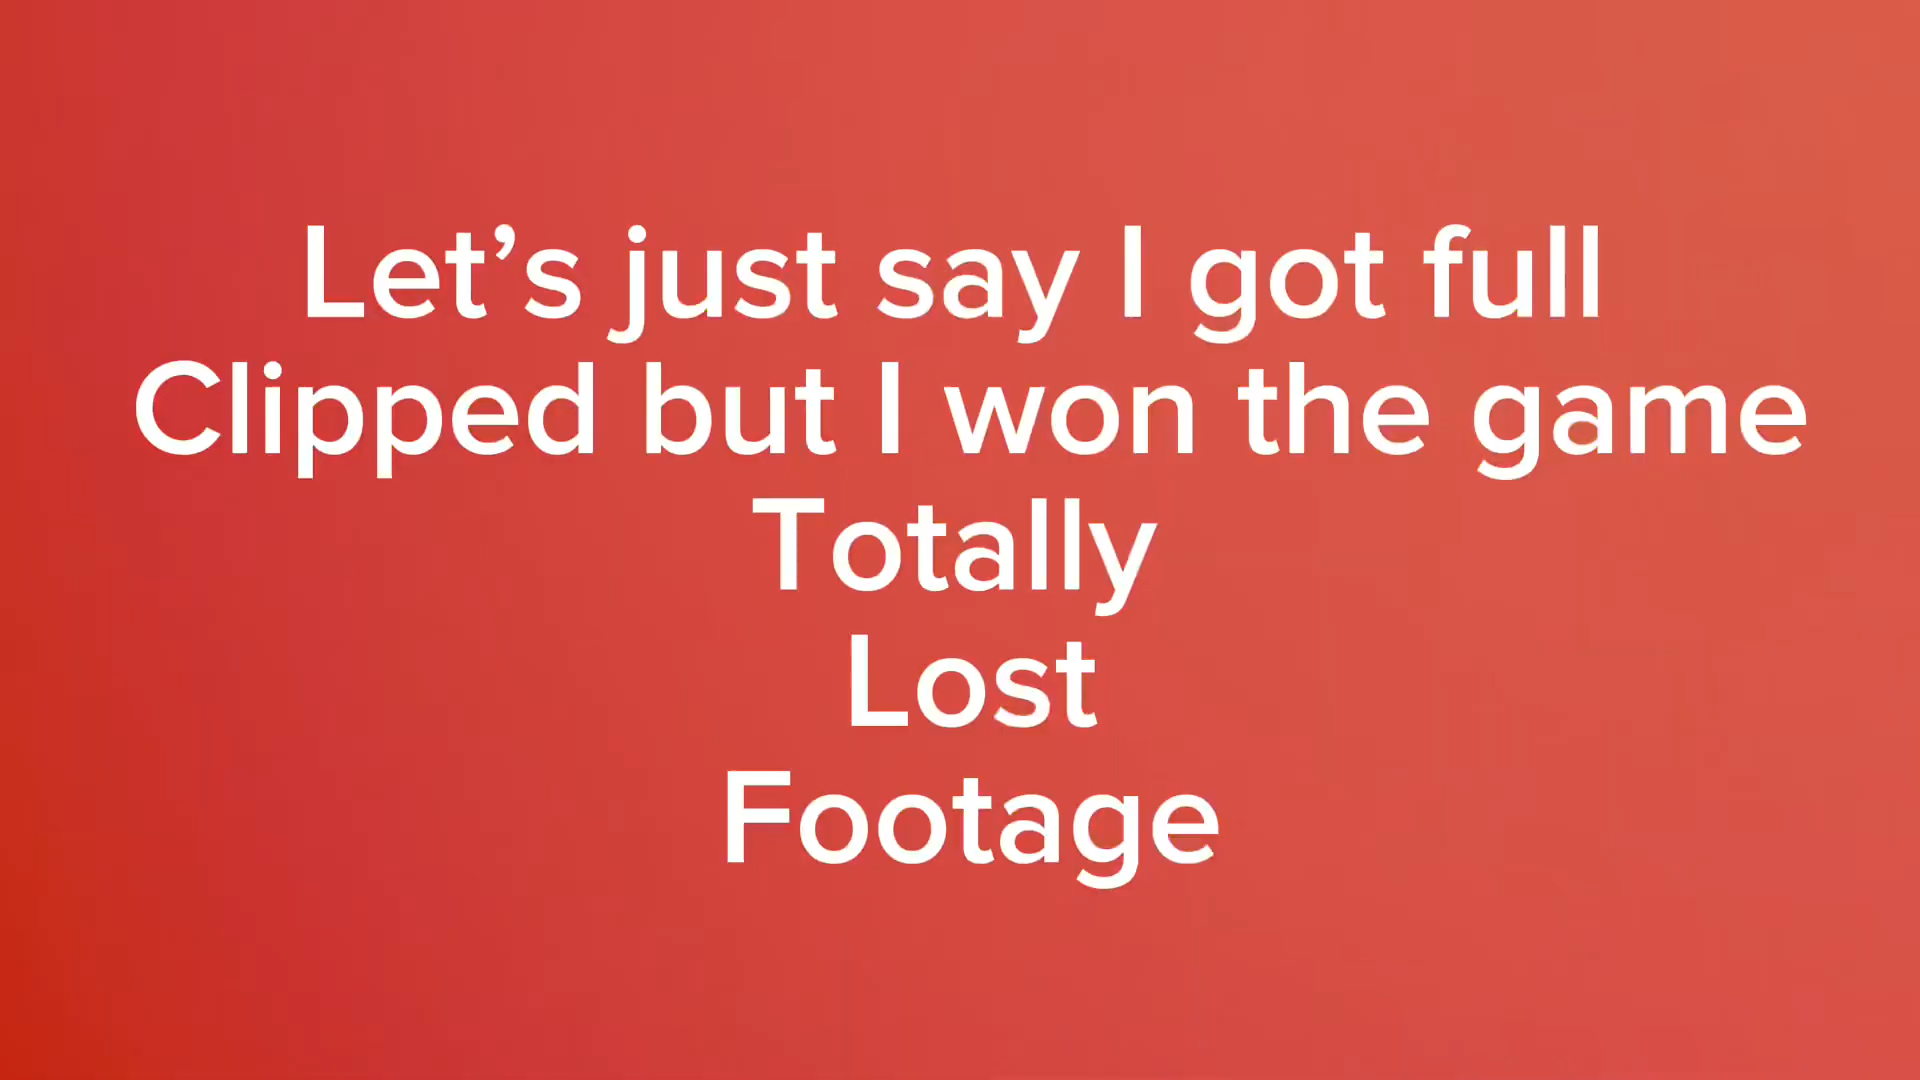 Let’s just say I got full
Clipped but I won the game
Totally
Lost
Footage